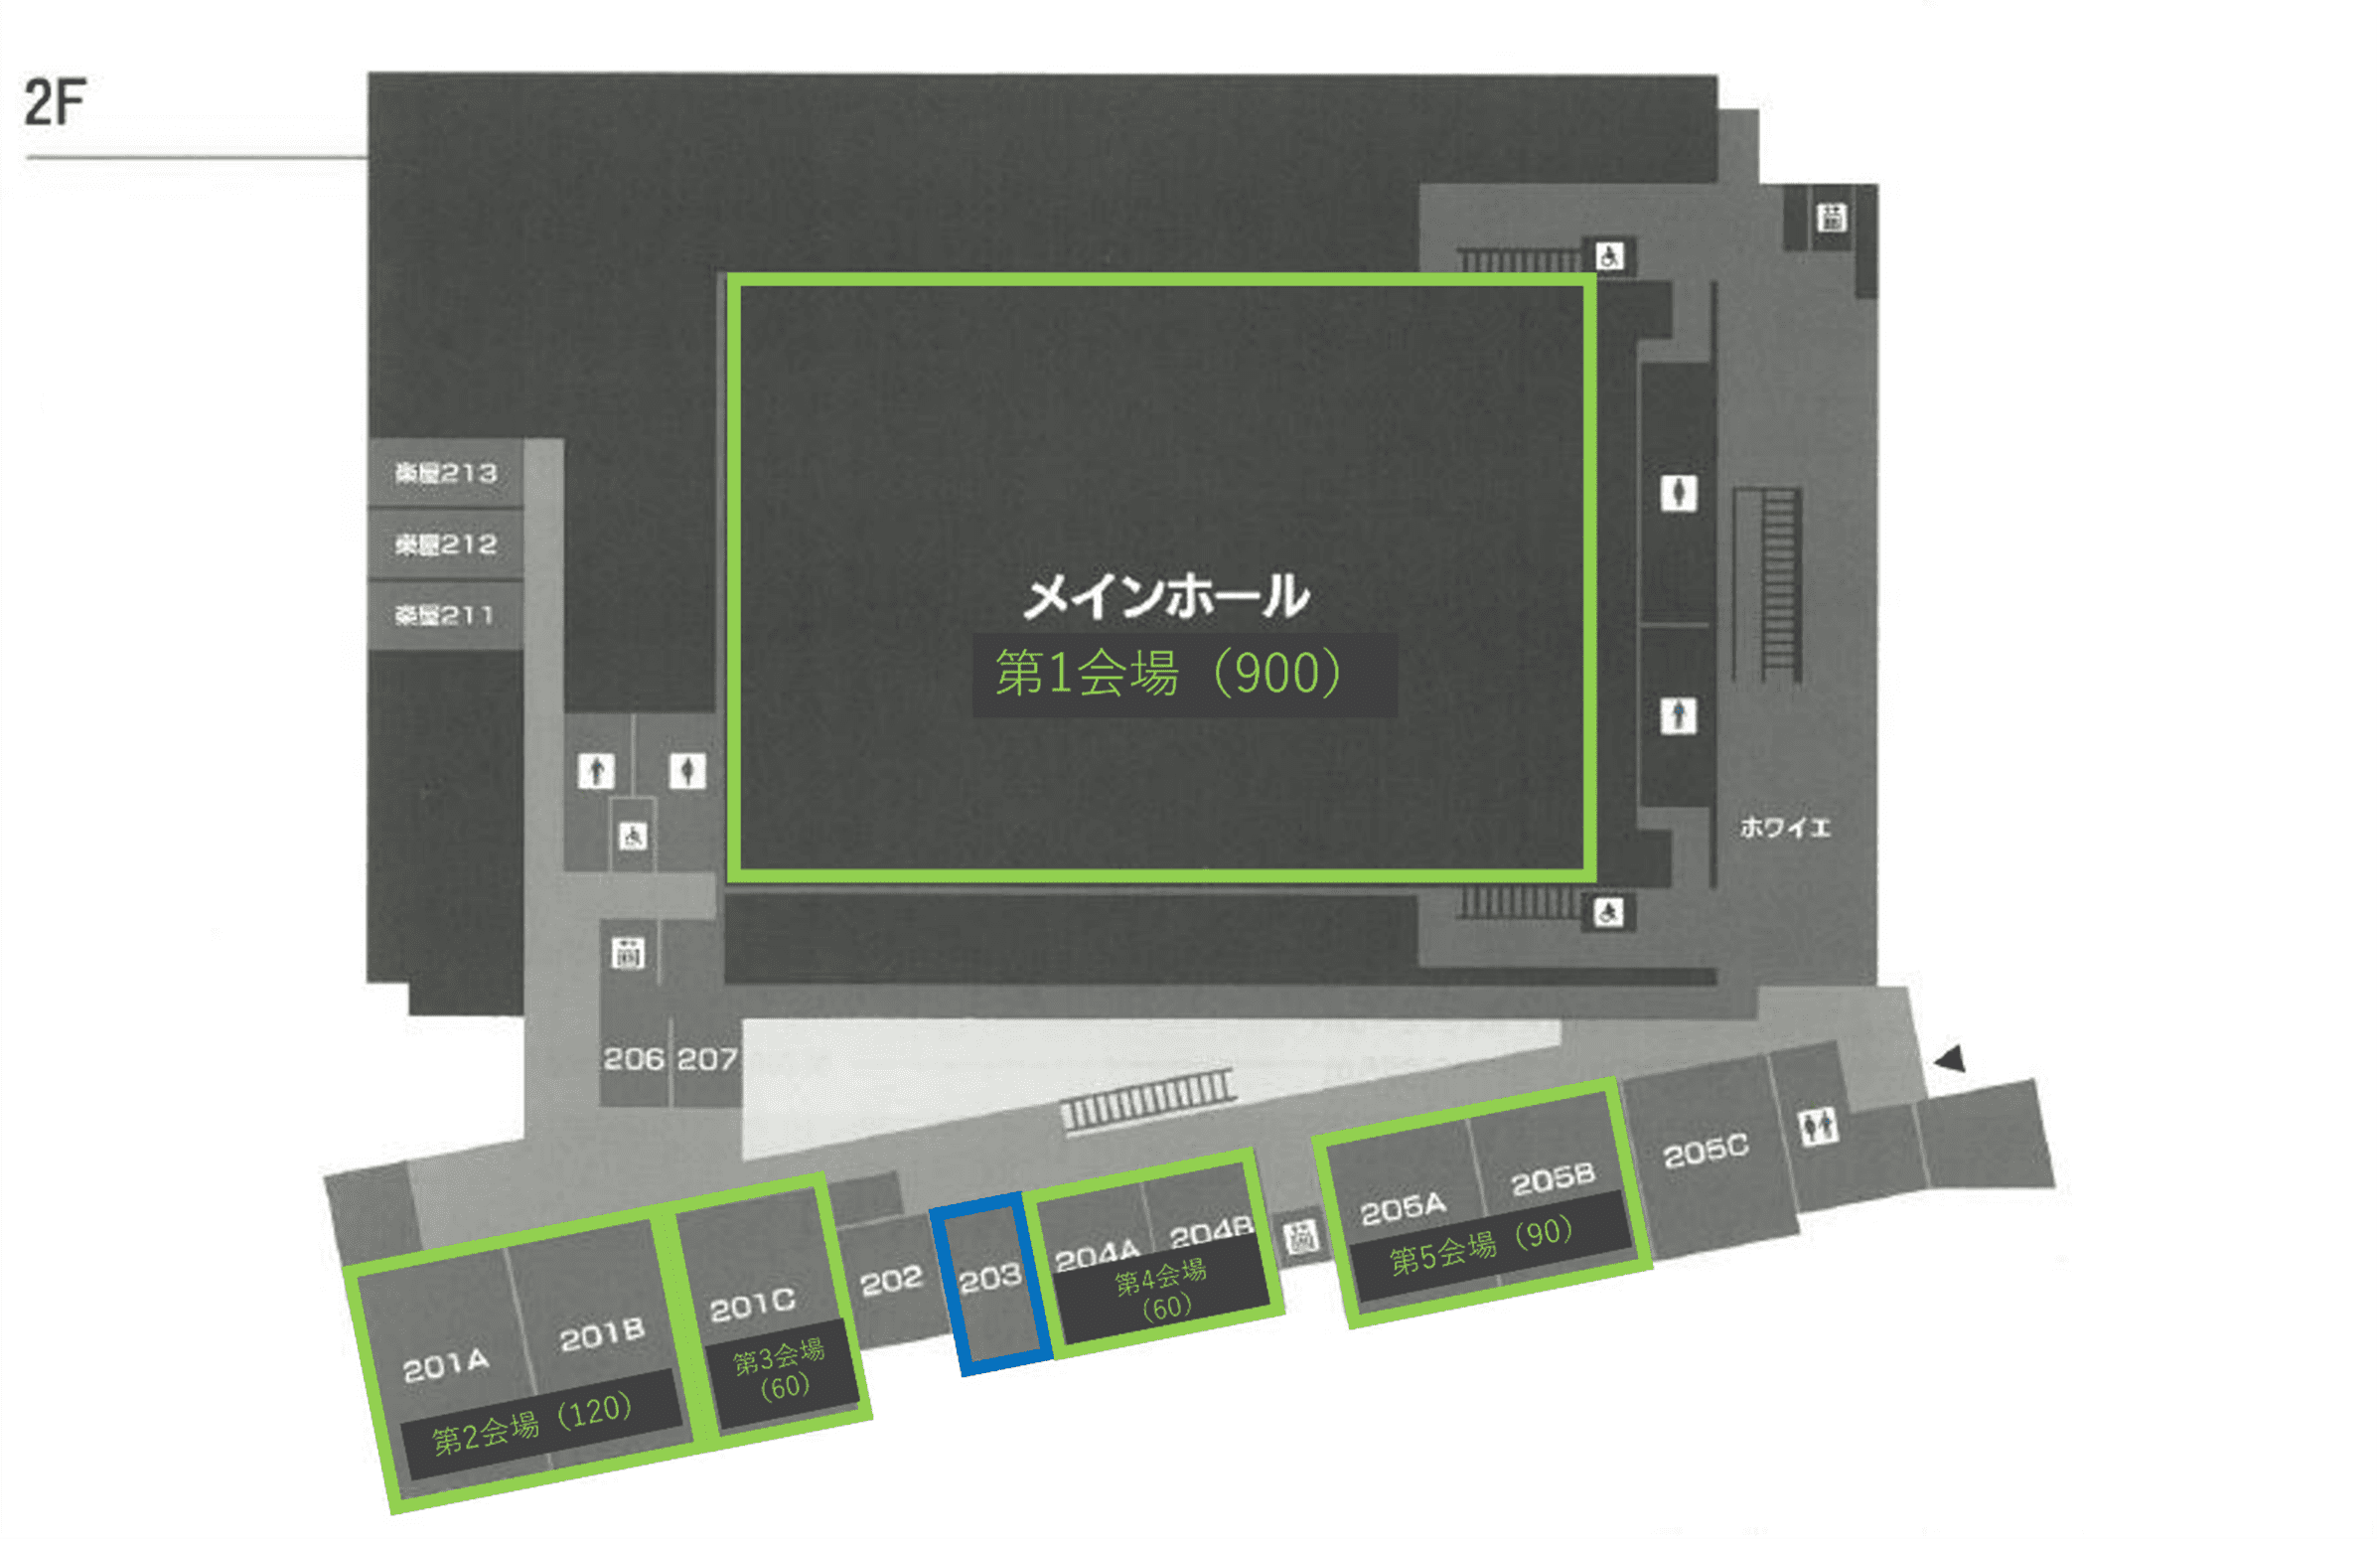 2F
楽屋213
楽屋212
楽屋211
メインホール
第1会場（900）
ホワイエ
206
207
205C
205B
205A
第5会場（90）
204A
204B
第4会場
（60）
203
202
201C
第3会場
（60）
201B
201A
第2会場（120）